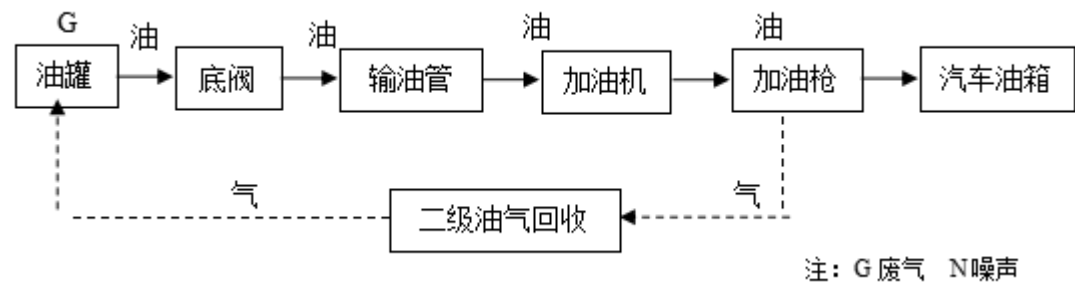 G
油 油 油 油
油罐 底阀 输油管 加油机 加油枪 汽车油箱
气 气
二级油气回收
注：G 废气 N噪声